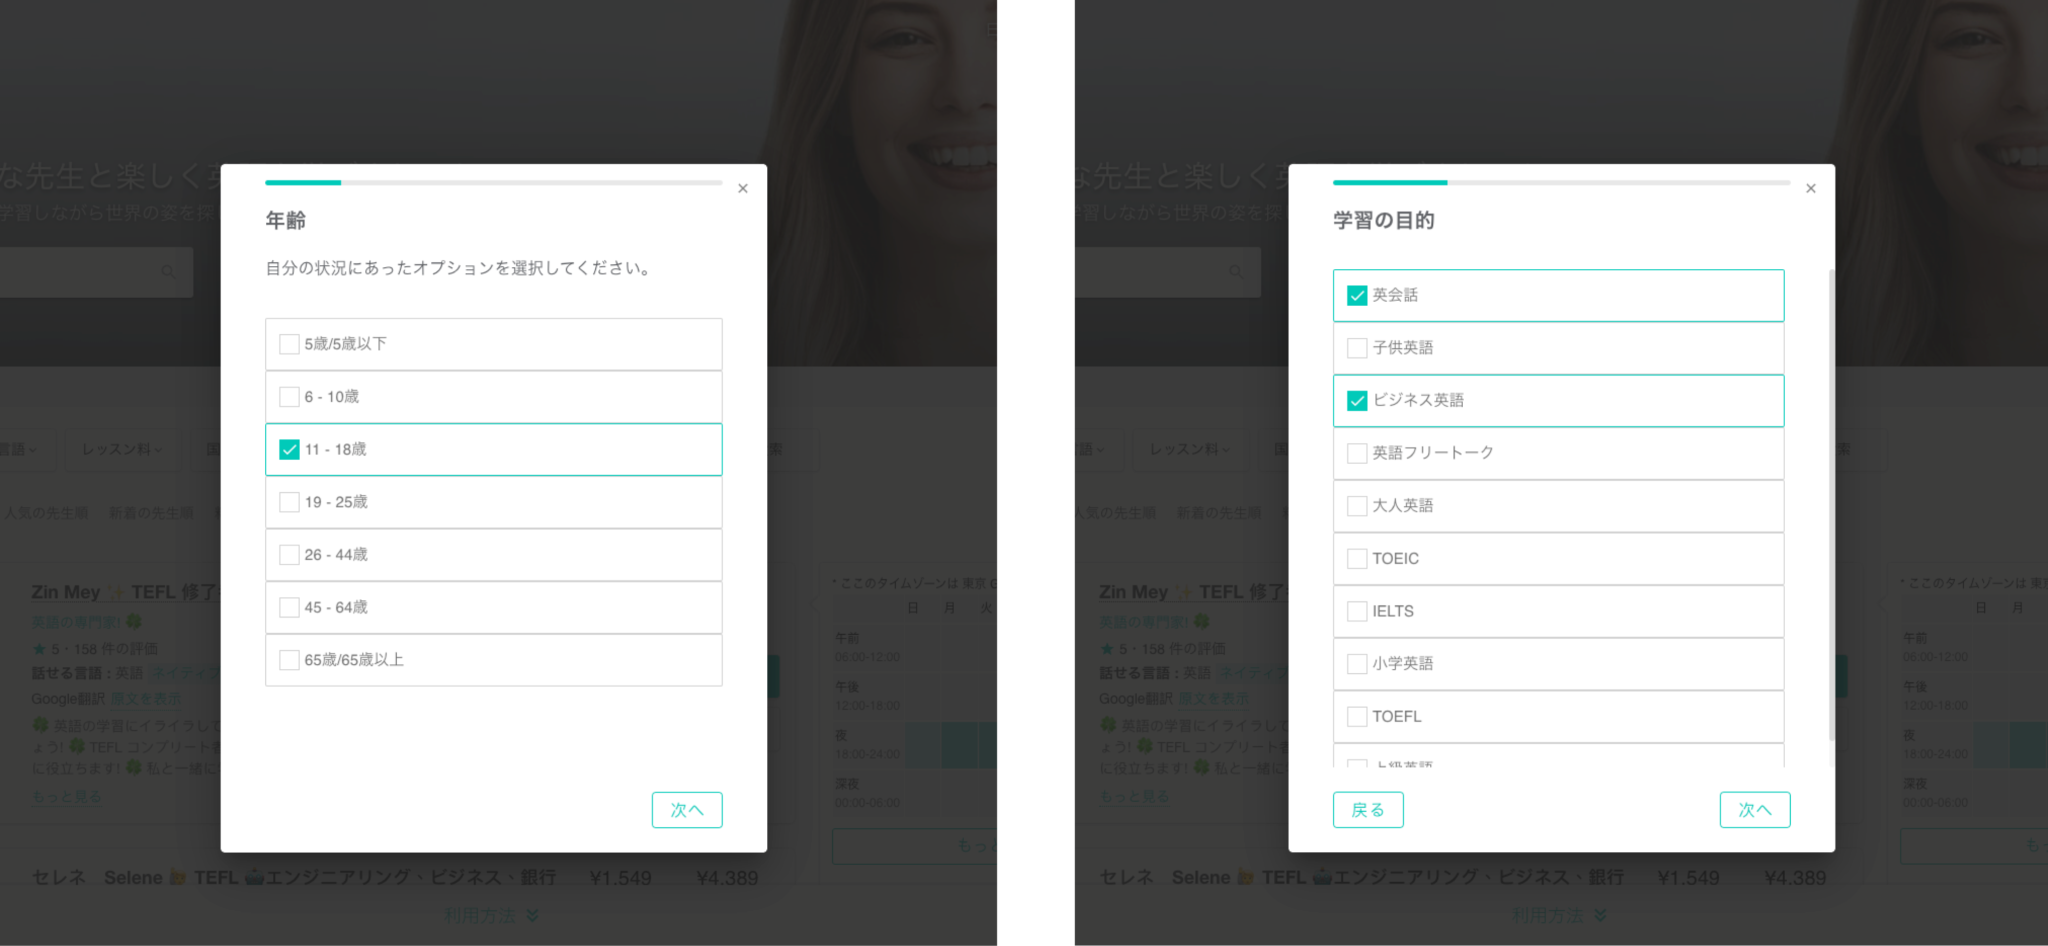 な先生と楽しく
学習しながら世界の姿を探
年齢
自分の状況にあったオプションを選択してください。
5歳/5歳以下
6 - 10歳
11 - 18歳
19 - 25歳
26 - 44歳
45 - 64歳
65歳/65歳以上
次へ
言語
レッスン料
国
索
人気の先生順 新着の先生順
Zin Mey ✨ TEFL 修了
英語の専門家! 🍀
★ 5・158 件の評価
話せる言語 : 英語 ネイティブ
Google翻訳 原文を表示
🍀 英語の学習にイライラして
ょう! 🍀 TEFL コンプリート
に役立ちます! 🍀 私と一緒に
もっと見る
* ここのタイムゾーンは 東京 G
日 月 火
午前
06:00-12:00
午後
12:00-18:00
夜
18:00-24:00
深夜
00:00-06:00
もっ
セレネ Selene TEFL エンジニアリング、ビジネス、銀行 ¥1,549 ¥4,389
利用方法
な先生と楽しく
学習しながら世界の姿を探
学習の目的
英会話
子供英語
ビジネス英語
英語フリートーク
大人英語
TOEIC
IELTS
小学英語
TOEFL
上級英語
戻る
次へ
語
レッスン料
国
索
人気の先生順 新着の先生順
Zin Mey ✨ TEFL 修了
英語の専門家! 🍀
★ 5・158 件の評価
話せる言語 : 英語 ネイティブ
Google翻訳 原文を表示
🍀 英語の学習にイライラして
ょう! 🍀 TEFL コンプリート
に役立ちます! 🍀 私と一緒に
もっと見る
* ここのタイムゾーンは 東京
日 月
午前
06:00-12:00
午後
12:00-18:00
夜
18:00-24:00
深夜
00:00-06:00
も
セレネ Selene TEFL エンジニアリング、ビジネス、銀行 ¥1,549 ¥4,389
利用方法